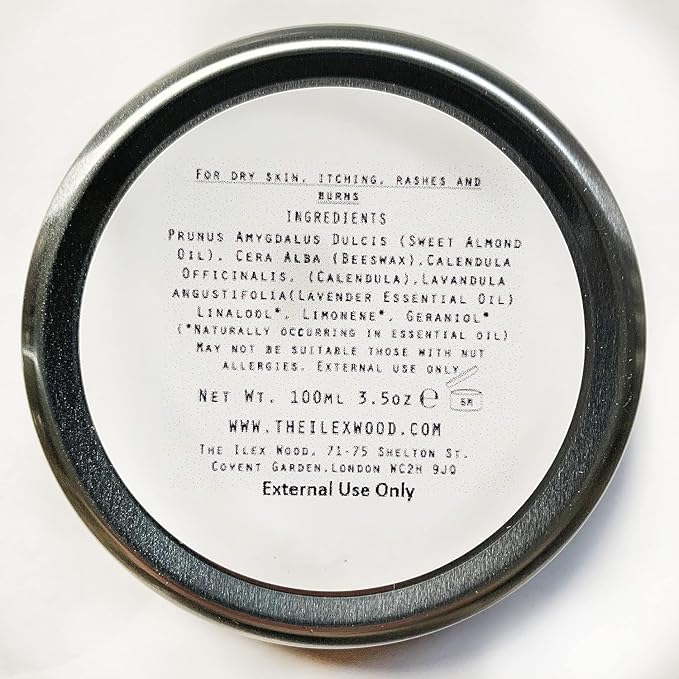 For dry skin, itching, rashes and
burns
INGREDIENTS
Prunus Amygdalus Dulcis (Sweet Almond
Oil), Cera Alba (Beeswax),Calendula
Officinalis, (Calendula),Lavandula
angustifolia(Lavender Essential Oil)
Linalool*, Limonene*, Geraniol*
(*Naturally occurring in essential oil)
May not be suitable those with nut
allergies. External use only
Net Wt. 100ml 3.5oz ℮ 6M
www.theilexwood.com
The Ilex Wood, 71-75 Shelton St.
Covent Garden,London WC2H 9JQ
External Use Only